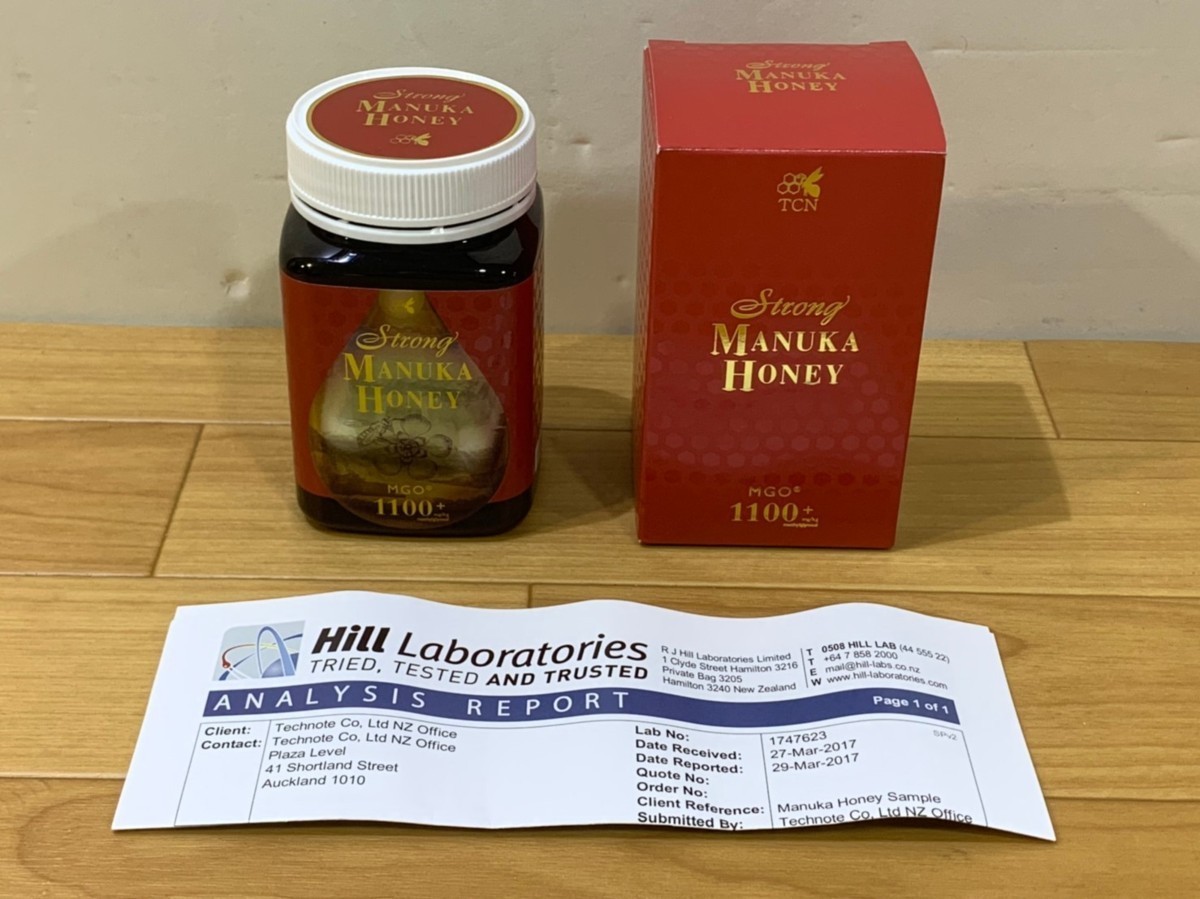 Strong
MANUKA
HONEY
Strong
MANUKA
HONEY
MGO®
1100+
Strong
MANUKA
HONEY
TCN
Strong
MANUKA
HONEY
MGO®
1100+
mg/kg
Hill Laboratories
TRIED, TESTED AND TRUSTED
R J Hill Laboratories Limited
1 Clyde Street Hamilton 3216
Private Bag 3205
Hamilton 3240 New Zealand
T 0508 HILL LAB (44 555 22)
T +64 7 858 2000
E mail@hill-labs.co.nz
W www.hill-laboratories.com
ANALYSIS REPORT
Page 1 of 1
Client: Technote Co, Ltd NZ Office
Contact: Technote Co, Ltd NZ Office
Plaza Level
41 Shortland Street
Auckland 1010
SPv2
Lab No: 1747623
Date Received: 27-Mar-2017
Date Reported: 29-Mar-2017
Quote No:
Order No:
Client Reference: Manuka Honey Sample
Submitted By: Technote Co, Ltd NZ Office